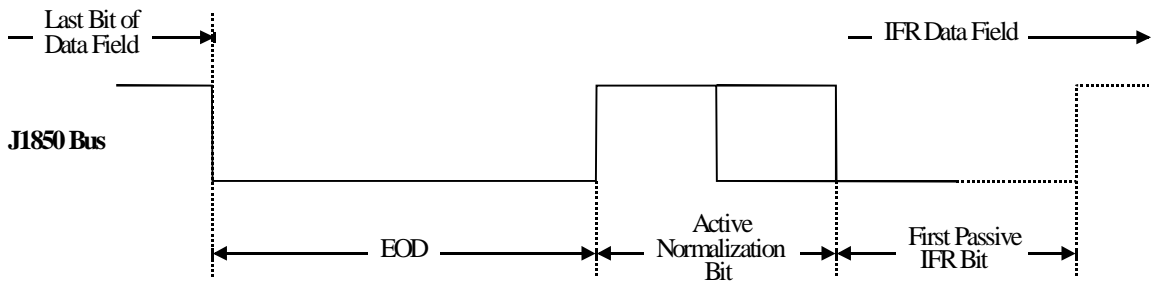 Last Bit of
Data Field
IFR Data Field
J1850 Bus
EOD
Active
Normalization
Bit
First Passive
IFR Bit